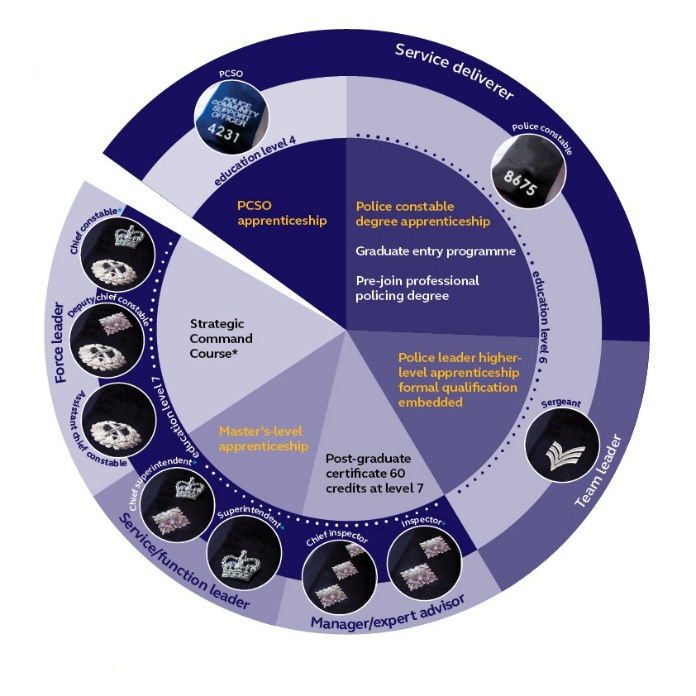 Service deliverer
PCSO
POLICE
COMMUNITY
SUPPORT
OFFICER
4231
education level 4
PCSO
apprenticeship
Police constable
8675
Police constable
degree apprenticeship
Graduate entry programme
Pre-join professional
policing degree
education level 6
Police leader higher-
level apprenticeship
formal qualification
embedded
Sergeant
Team leader
Post-graduate
certificate 60
credits at level 7
Inspector*
Chief inspector
Manager/expert advisor
Master's-level
apprenticeship
Superintendent*
Chief superintendent*
Service/function leader
Strategic
Command
Course*
education level 7
Assistant chief constable
Deputy chief constable
Chief constable*
Force leader